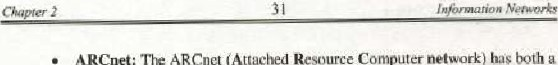 Chapter 2 31 Information Networks
• ARCnet: The ARCnet (Attached Resource Computer network) has both a